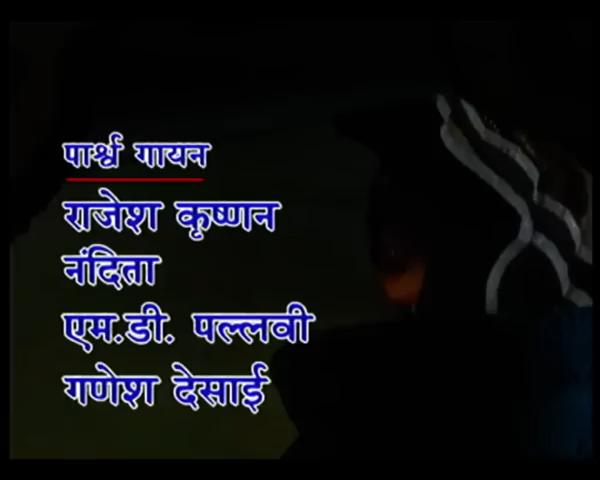 पार्श्व गायन
राजेश कृष्णन
नंदिता
एम.डी. पल्लवी
गणेश देसाई